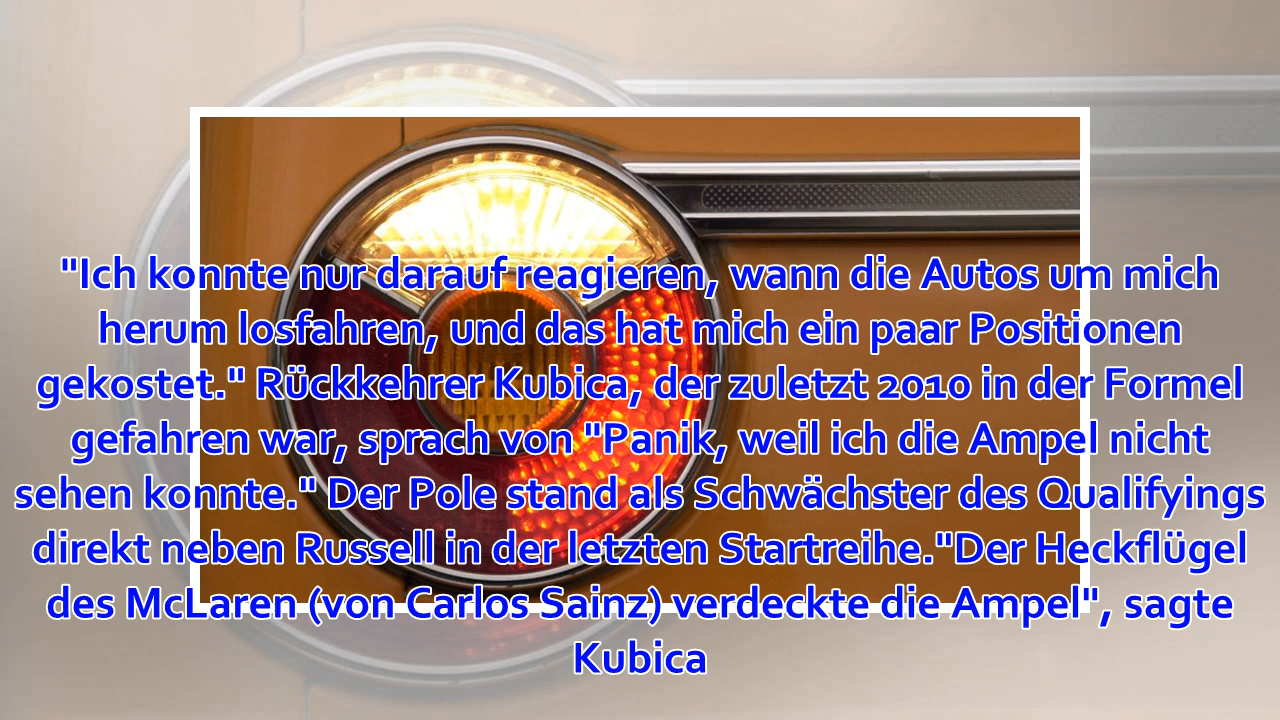 "Ich konnte nur darauf reagieren, wann die Autos um mich
herum losfahren, und das hat mich ein paar Positionen
gekostet." Rückkehrer Kubica, der zuletzt 2010 in der Formel
gefahren war, sprach von "Panik, weil ich die Ampel nicht
sehen konnte." Der Pole stand als Schwächster des Qualifyings
direkt neben Russell in der letzten Startreihe."Der Heckflügel
des McLaren (von Carlos Sainz) verdeckte die Ampel", sagte
Kubica